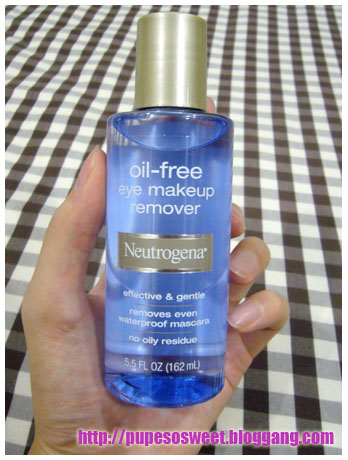 oil-free
eye makeup
remover
Neutrogena®
effective & gentle
removes even
waterproof mascara
no oily residue
5.5 FL OZ (162 mL)
http://pupesosweet.bloggang.com